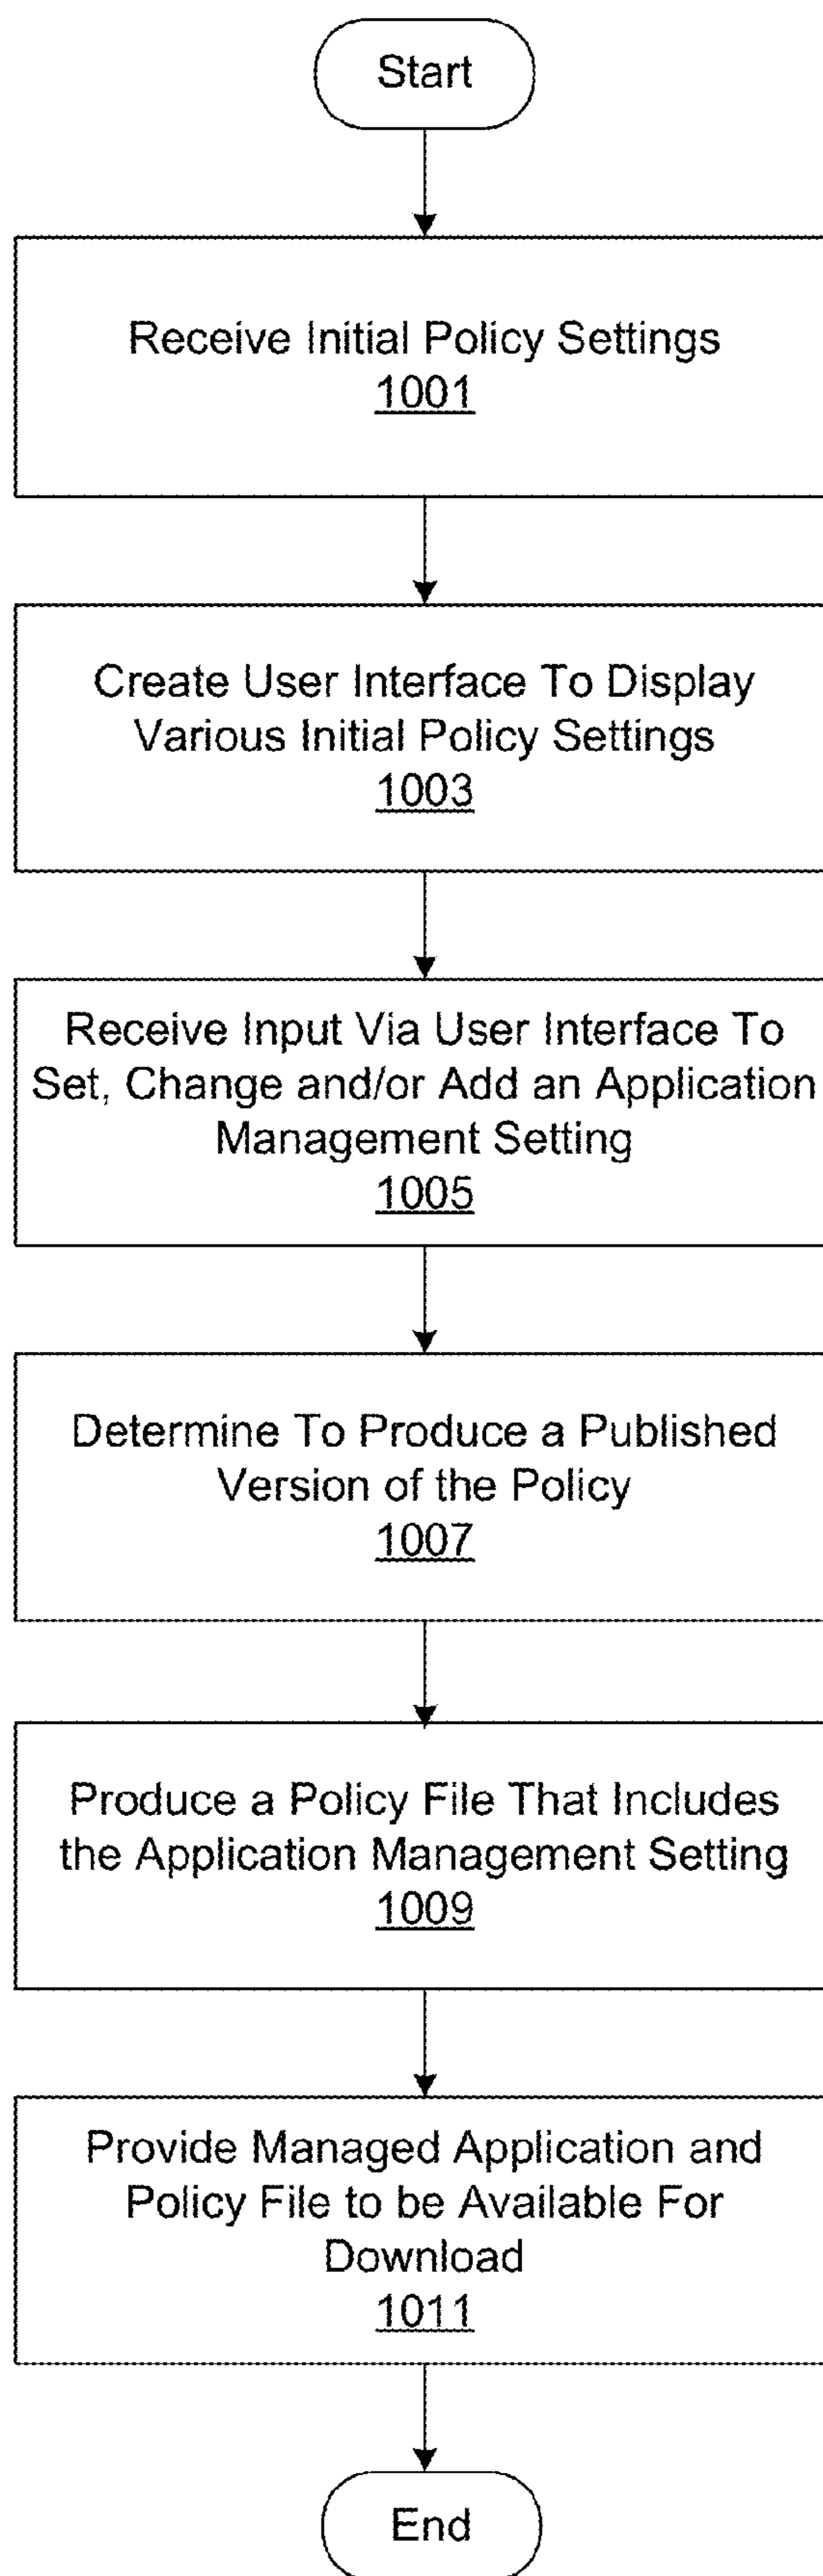 Start
Receive Initial Policy Settings
1001
Create User Interface To Display
Various Initial Policy Settings
1003
Receive Input Via User Interface To
Set, Change and/or Add an Application
Management Setting
1005
Determine To Produce a Published
Version of the Policy
1007
Produce a Policy File That Includes
the Application Management Setting
1009
Provide Managed Application and
Policy File to be Available For
Download
1011
End